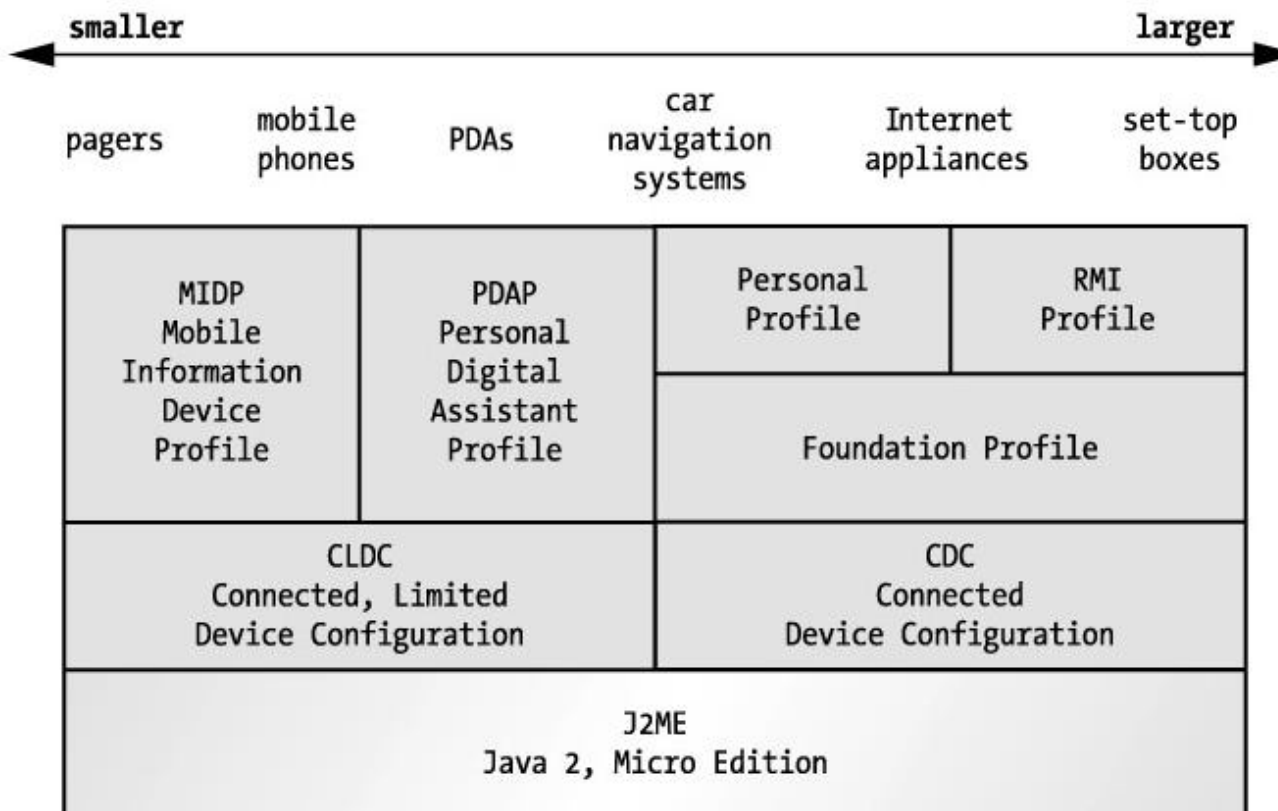 smaller
larger
pagers
mobile
phones
PDAs
car
navigation
systems
Internet
appliances
set-top
boxes
MIDP
Mobile
Information
Device
Profile
PDAP
Personal
Digital
Assistant
Profile
Personal
Profile
RMI
Profile
Foundation Profile
CLDC
Connected, Limited
Device Configuration
CDC
Connected
Device Configuration
J2ME
Java 2, Micro Edition